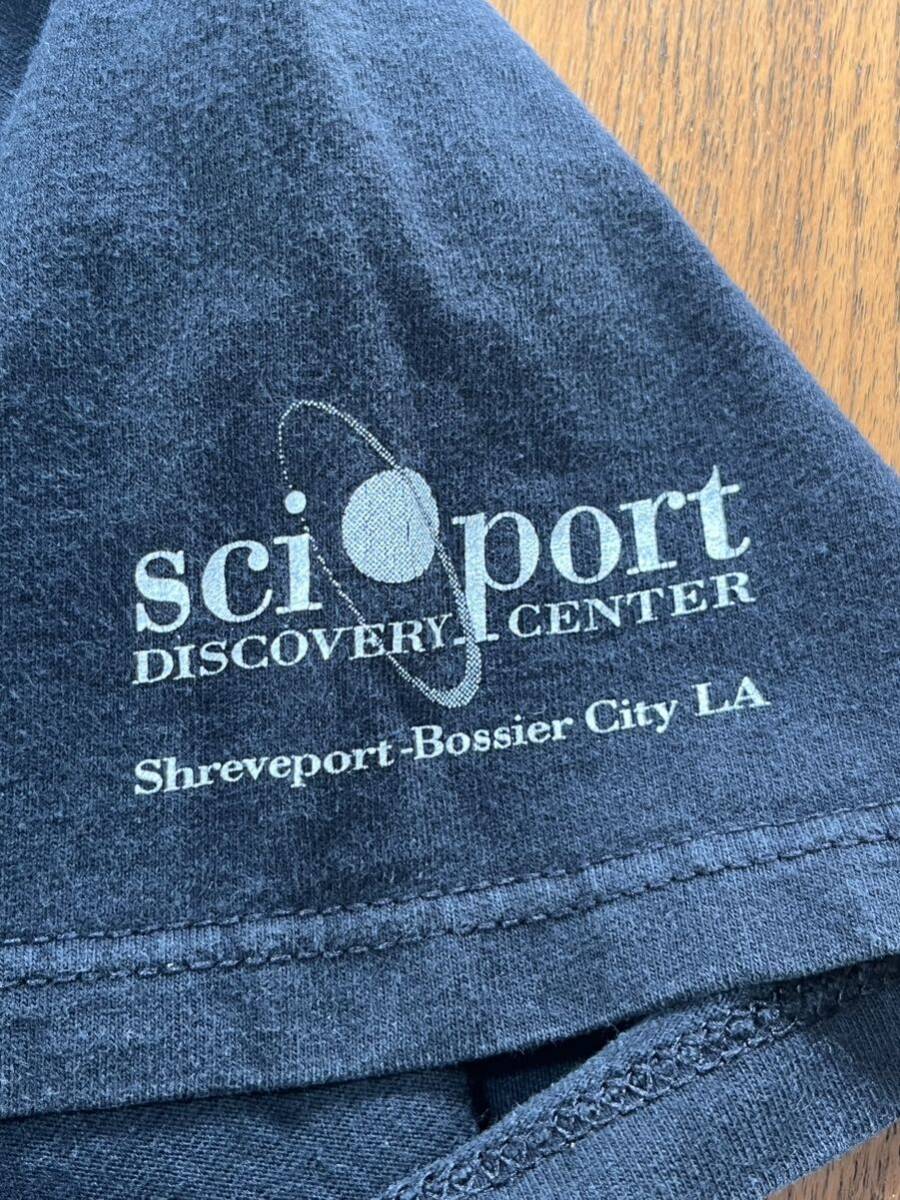 sci port
DISCOVERY CENTER
Shreveport-Bossier City LA